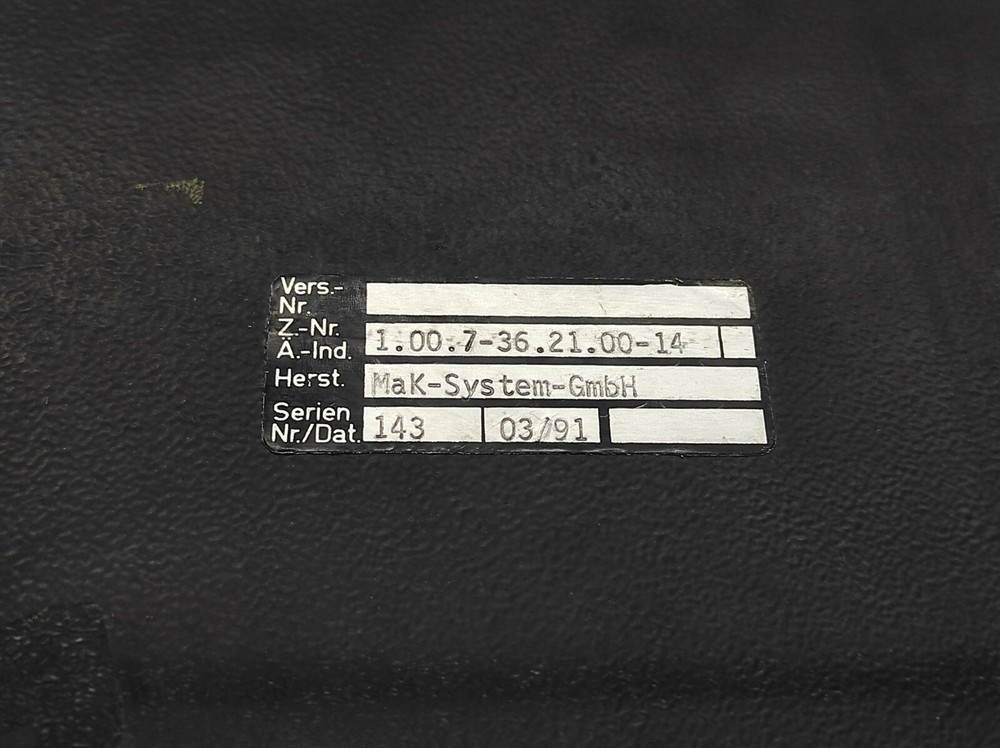 Vers.-
Nr.
Z.-Nr. 1.00.7-36.21.00-14
Ä.-Ind.
Herst. MaK-System-GmbH
Serien
Nr./Dat. 143 03/91